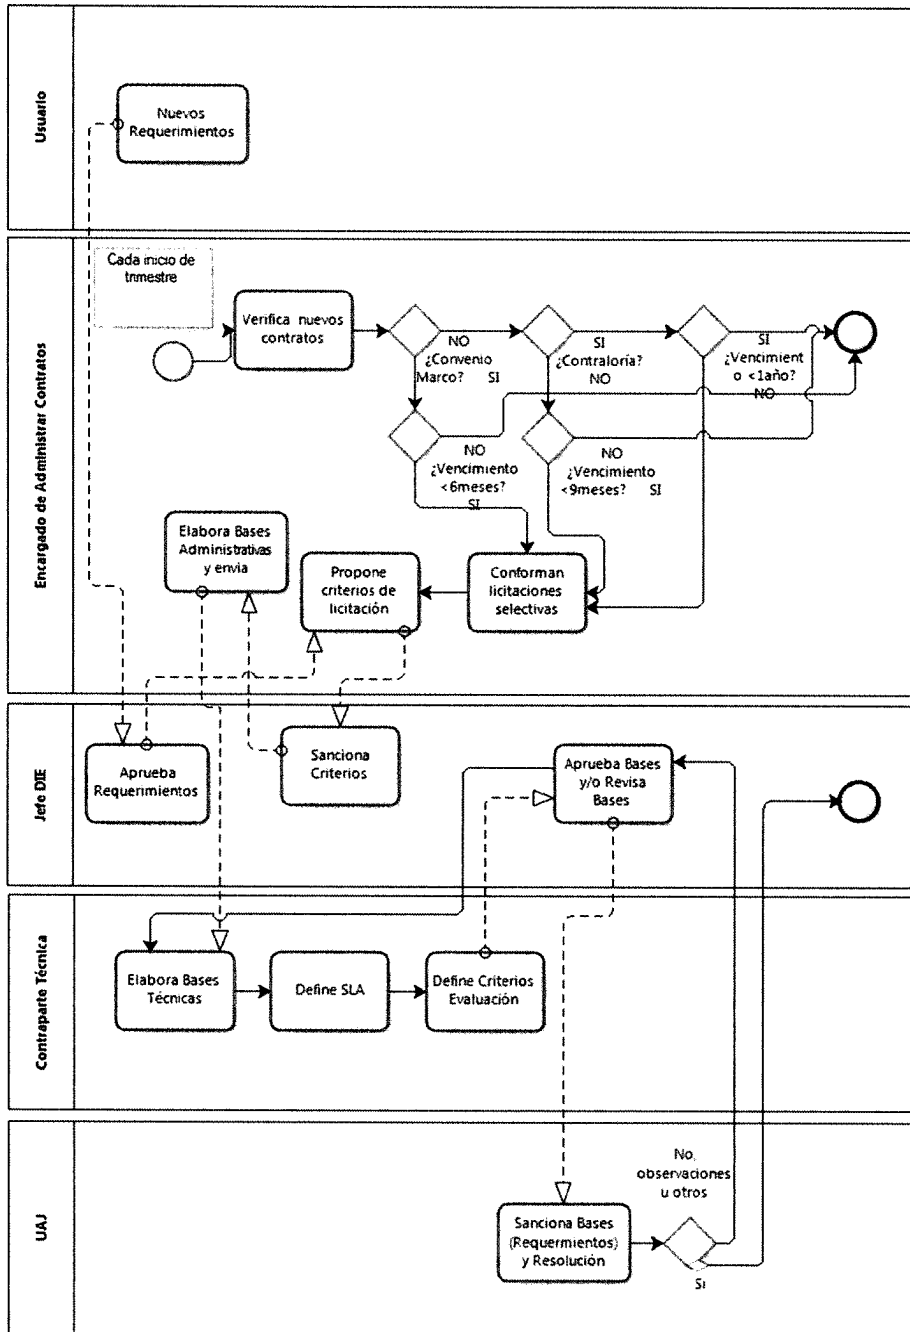 Usuario
Nuevos
Requerimientos
Encargado de Administrar Contratos
Cada inicio de
trimestre
Verifica nuevos
contratos
NO
¿Convenio
Marco? SI
SI
¿Contraloría?
NO
SI
¿Vencimient
o <1año?
NO
NO
¿Vencimiento
<6meses?
SI
NO
¿Vencimiento
<9meses? SI
Elabora Bases
Administrativas
y envia
Propone
criterios de
licitación
Conforman
licitaciones
selectivas
Jefe DIE
Aprueba
Requerimientos
Sanciona
Criterios
Aprueba Bases
y/o Revisa
Bases
Contraparte Técnica
Elabora Bases
Técnicas
Define SLA
Define Criterios
Evaluación
UAJ
No,
observaciones
u otros
Sanciona Bases
(Requermientos)
y Resolución
Si